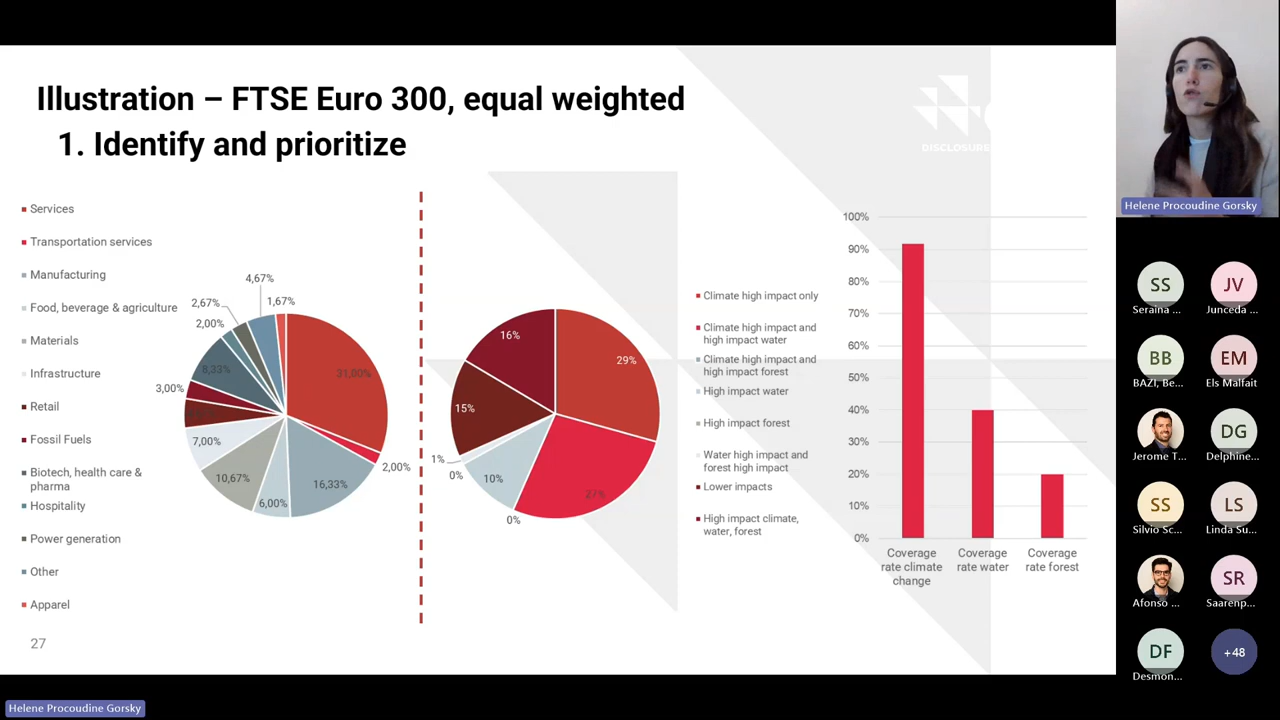 Illustration – FTSE Euro 300, equal weighted
1. Identify and prioritize
DISCLOSURE
Services
Transportation services
Manufacturing
Food, beverage & agriculture
Materials
Infrastructure
Retail
Fossil Fuels
Biotech, health care &
pharma
Hospitality
Power generation
Other
Apparel
4,67%
2,67%
1,67%
2,00%
31,00%
8,33%
3,00%
7,00%
2,00%
10,67%
16,33%
6,00%
16%
29%
15%
1%
0%
10%
27%
0%
Climate high impact only
Climate high impact and
high impact water
Climate high impact and
high impact forest
High impact water
High impact forest
Water high impact and
forest high impact
Lower impacts
High impact climate,
water, forest
100%
90%
80%
70%
60%
50%
40%
30%
20%
10%
0%
Coverage
rate climate
change
Coverage
rate water
Coverage
rate forest
27
Helene Procoudine Gorsky
SS
Seraina ...
JV
Junceda ...
BB
BAZI, Be...
EM
Els Malfait
Jerome T...
DG
Delphine...
SS
Silvio Sc...
LS
Linda Su...
Afonso ...
SR
Saarenp...
DF
Desmon...
+48
Helene Procoudine Gorsky